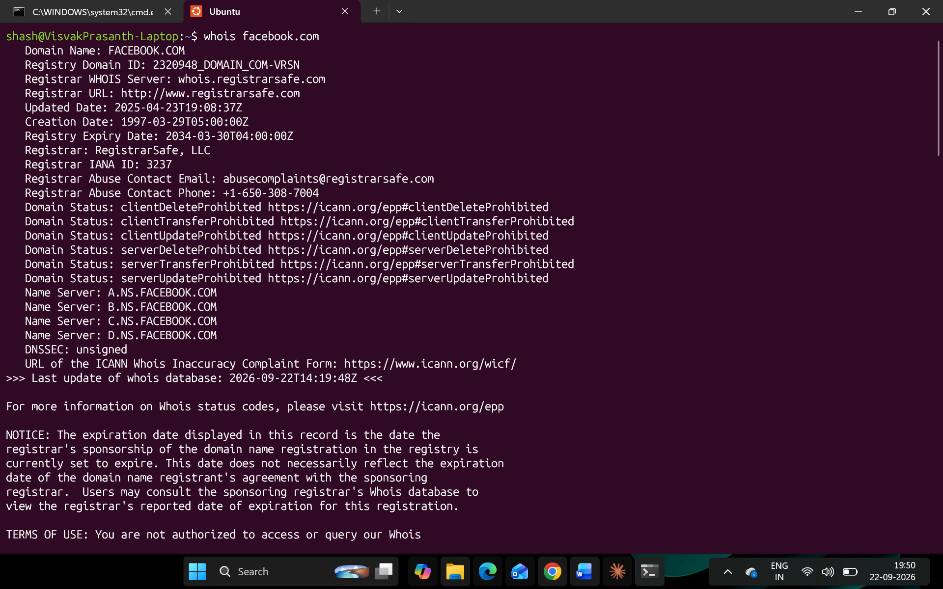 C:\WINDOWS\system32\cmd.e
Ubuntu
shash@VisvakPrasanth-Laptop:~$ whois facebook.com
Domain Name: FACEBOOK.COM
Registry Domain ID: 2320948_DOMAIN_COM-VRSN
Registrar WHOIS Server: whois.registrarsafe.com
Registrar URL: http://www.registrarsafe.com
Updated Date: 2025-04-23T19:08:37Z
Creation Date: 1997-03-29T05:00:00Z
Registry Expiry Date: 2034-03-30T04:00:00Z
Registrar: RegistrarSafe, LLC
Registrar IANA ID: 3237
Registrar Abuse Contact Email: abusecomplaints@registrarsafe.com
Registrar Abuse Contact Phone: +1-650-308-7004
Domain Status: clientDeleteProhibited https://icann.org/epp#clientDeleteProhibited
Domain Status: clientTransferProhibited https://icann.org/epp#clientTransferProhibited
Domain Status: clientUpdateProhibited https://icann.org/epp#clientUpdateProhibited
Domain Status: serverDeleteProhibited https://icann.org/epp#serverDeleteProhibited
Domain Status: serverTransferProhibited https://icann.org/epp#serverTransferProhibited
Domain Status: serverUpdateProhibited https://icann.org/epp#serverUpdateProhibited
Name Server: A.NS.FACEBOOK.COM
Name Server: B.NS.FACEBOOK.COM
Name Server: C.NS.FACEBOOK.COM
Name Server: D.NS.FACEBOOK.COM
DNSSEC: unsigned
URL of the ICANN Whois Inaccuracy Complaint Form: https://www.icann.org/wicf/
>>> Last update of whois database: 2026-09-22T14:19:48Z <<<
For more information on Whois status codes, please visit https://icann.org/epp
NOTICE: The expiration date displayed in this record is the date the
registrar's sponsorship of the domain name registration in the registry is
currently set to expire. This date does not necessarily reflect the expiration
date of the domain name registrant's agreement with the sponsoring
registrar.  Users may consult the sponsoring registrar's Whois database to
view the registrar's reported date of expiration for this registration.
TERMS OF USE: You are not authorized to access or query our Whois
Search
ENG
IN
19:50
22-09-2026